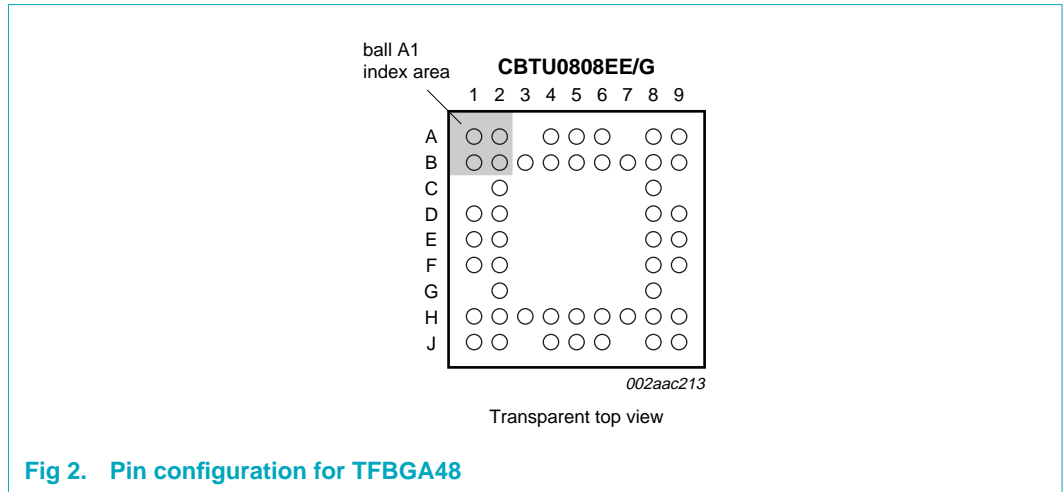 ball A1
index area
CBTU0808EE/G
1 2 3 4 5 6 7 8 9
A
B
C
D
E
F
G
H
J
002aac213
Transparent top view
Fig 2. Pin configuration for TFBGA48